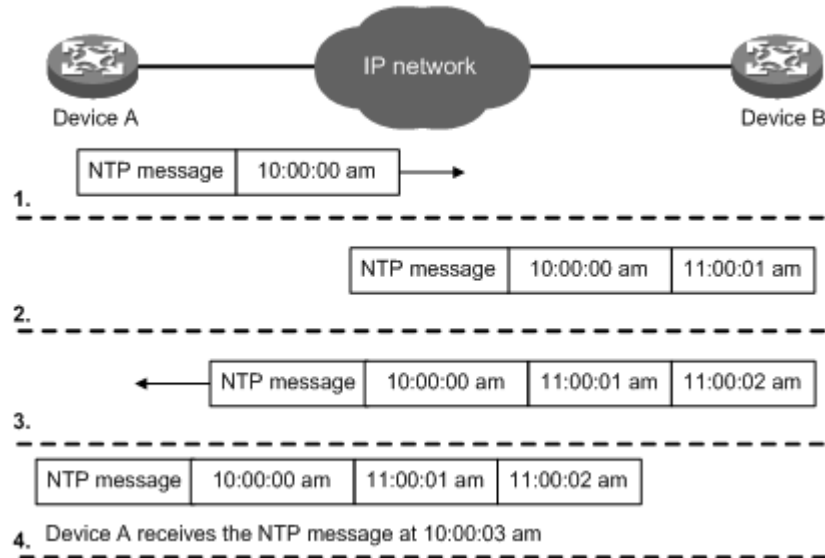 IP network
Device A
Device B
NTP message 10:00:00 am
1.
NTP message 10:00:00 am 11:00:01 am
2.
NTP message 10:00:00 am 11:00:01 am 11:00:02 am
3.
NTP message 10:00:00 am 11:00:01 am 11:00:02 am
4. Device A receives the NTP message at 10:00:03 am